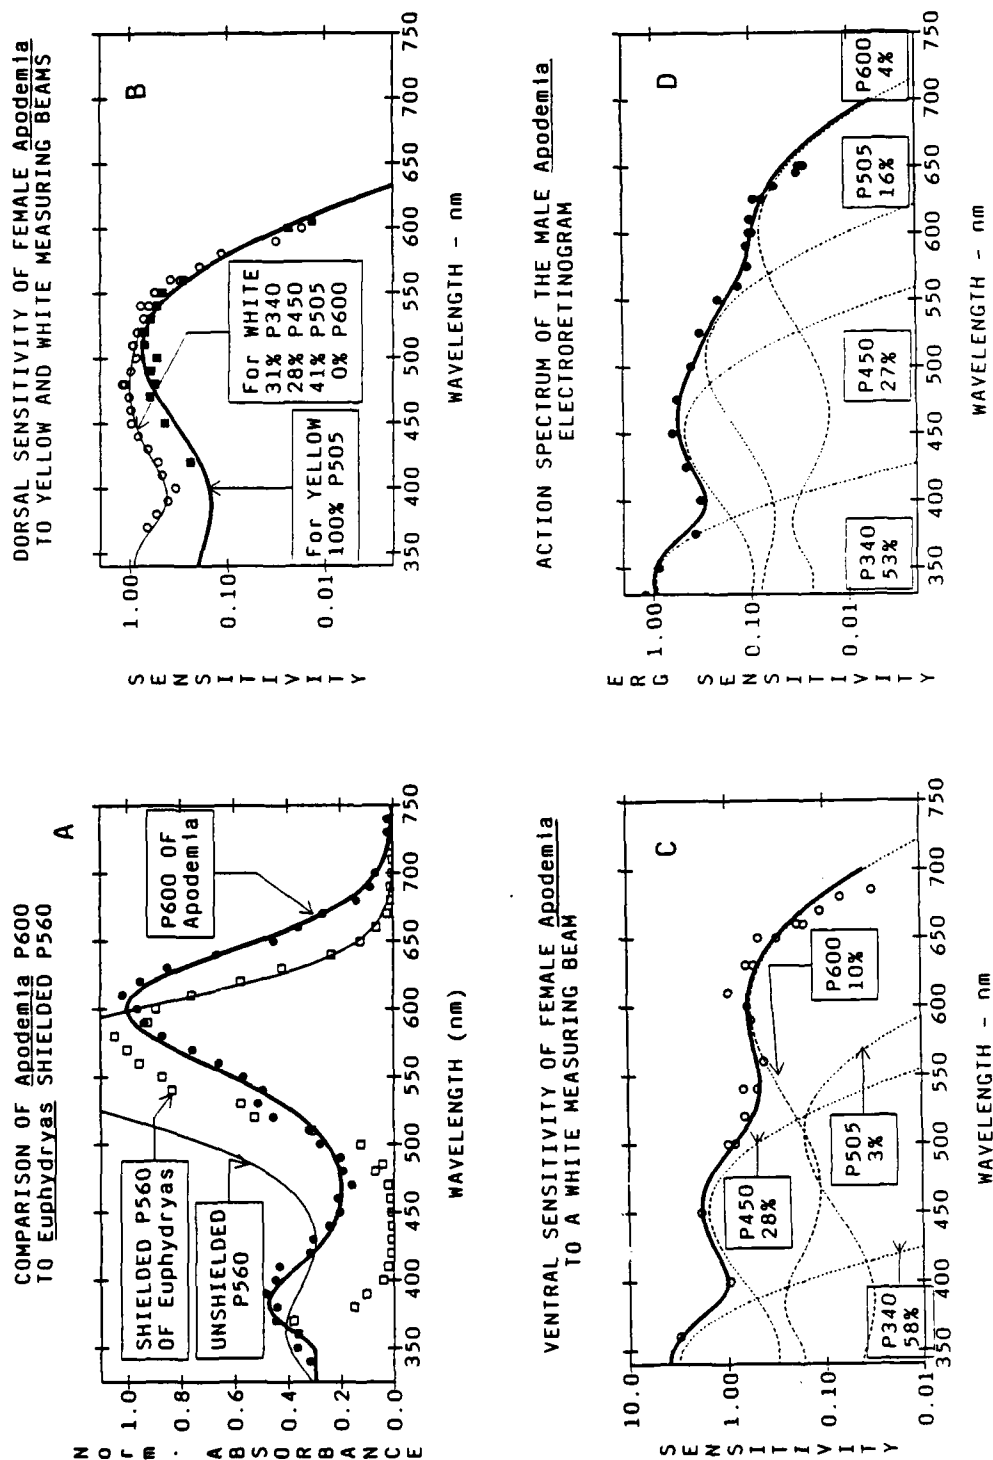 COMPARISON OF Apodemia P600
TO Euphydryas SHIELDED P560
A
Norm. ABSORBANCE
1.0
0.8
0.6
0.4
0.2
0.0
SHIELDED P560
OF Euphydryas
UNSHIELDED
P560
P600 OF
Apodemia
350 400 450 500 550 600 650 700 750
WAVELENGTH (nm)
DORSAL SENSITIVITY OF FEMALE Apodemia
TO YELLOW AND WHITE MEASURING BEAMS
B
SENSITIVITY
1.00
0.10
0.01
For YELLOW
100% P505
For WHITE
31% P340
28% P450
41% P505
0% P600
350 400 450 500 550 600 650 700 750
WAVELENGTH - nm
VENTRAL SENSITIVITY OF FEMALE Apodemia
TO A WHITE MEASURING BEAM
C
SENSITIVITY
10.0
1.00
0.10
0.01
P340
58%
P450
28%
P505
3%
P600
10%
350 400 450 500 550 600 650 700 750
WAVELENGTH - nm
ACTION SPECTRUM OF THE MALE Apodemia
ELECTRORETINOGRAM
D
ERG SENSITIVITY
1.00
0.10
0.01
P340
53%
P450
27%
P505
16%
P600
4%
350 400 450 500 550 600 650 700 750
WAVELENGTH - nm